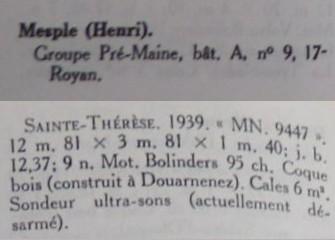 Mesple (Henri).
Groupe Pré-Maine, bât. A, nº 9, 17-
Royan.
SAINTE-THÉRÈSE. 1939. « MN. 9447 ».
12 m. 81 × 3 m. 81 × 1 m. 40; j. b.
12,37; 9 n. Mot. Bolinders 95 ch. Coque
bois (construit à Douarnenez). Cales 6 m³.
Sondeur ultra-sons (actuellement dé-
sarmé).